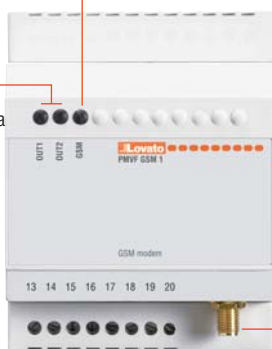 a
OUT1 OUT2 GSM
Lovato
PMVF GSM 1
GSM modem
13 14 15 16 17 18 19 20